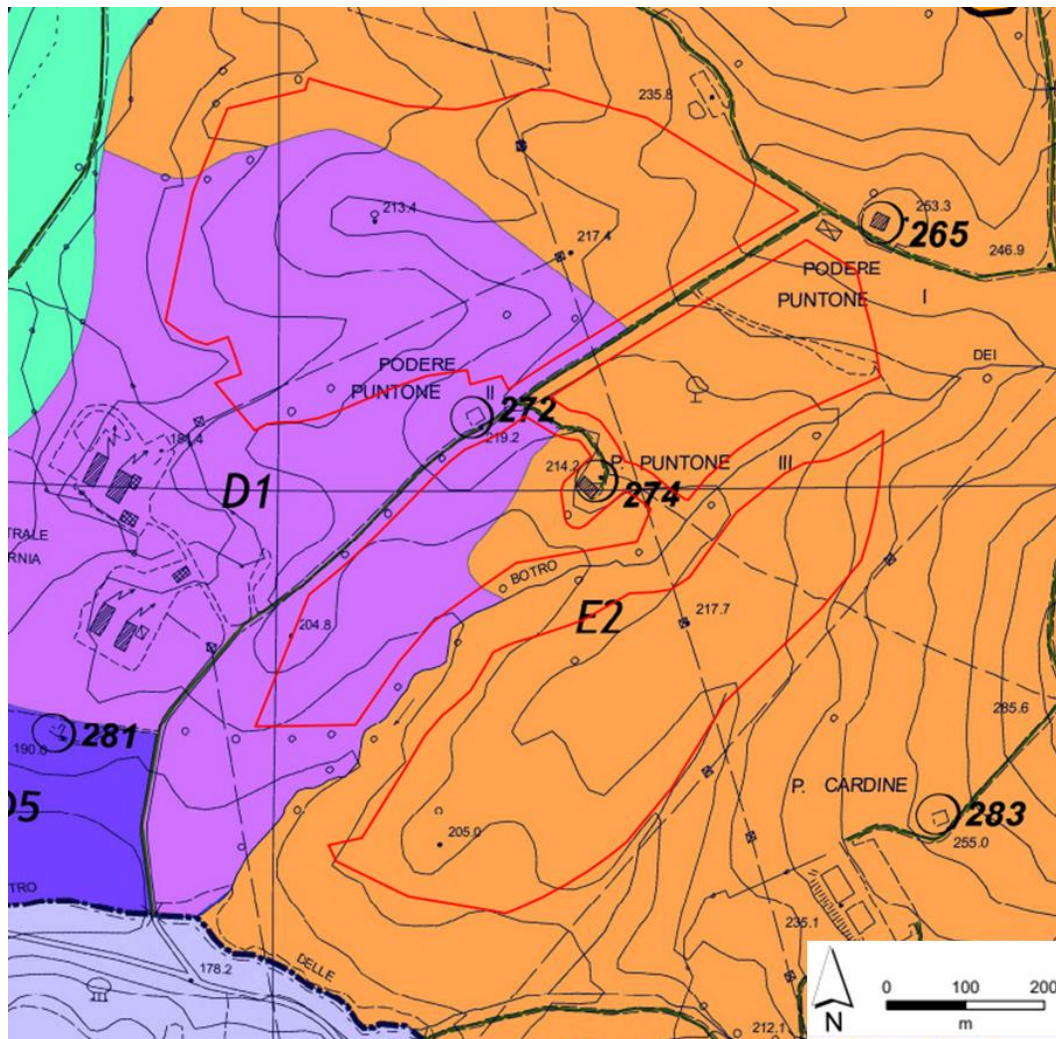 235.8
253.3
265
213.4
246.9
217.4
PODERE
PUNTONE I
DEI
PODERE
PUNTONE II
272
219.2
184.4
P. PUNTONE III
214.2
274
D1
TRALE
RNIA
BOTRO
E2
204.8
217.7
285.6
281
190.0
D5
P. CARDINE
283
205.0
255.0
TRO
235.1
DELLE
178.2
212.1
N
0 100 200
m